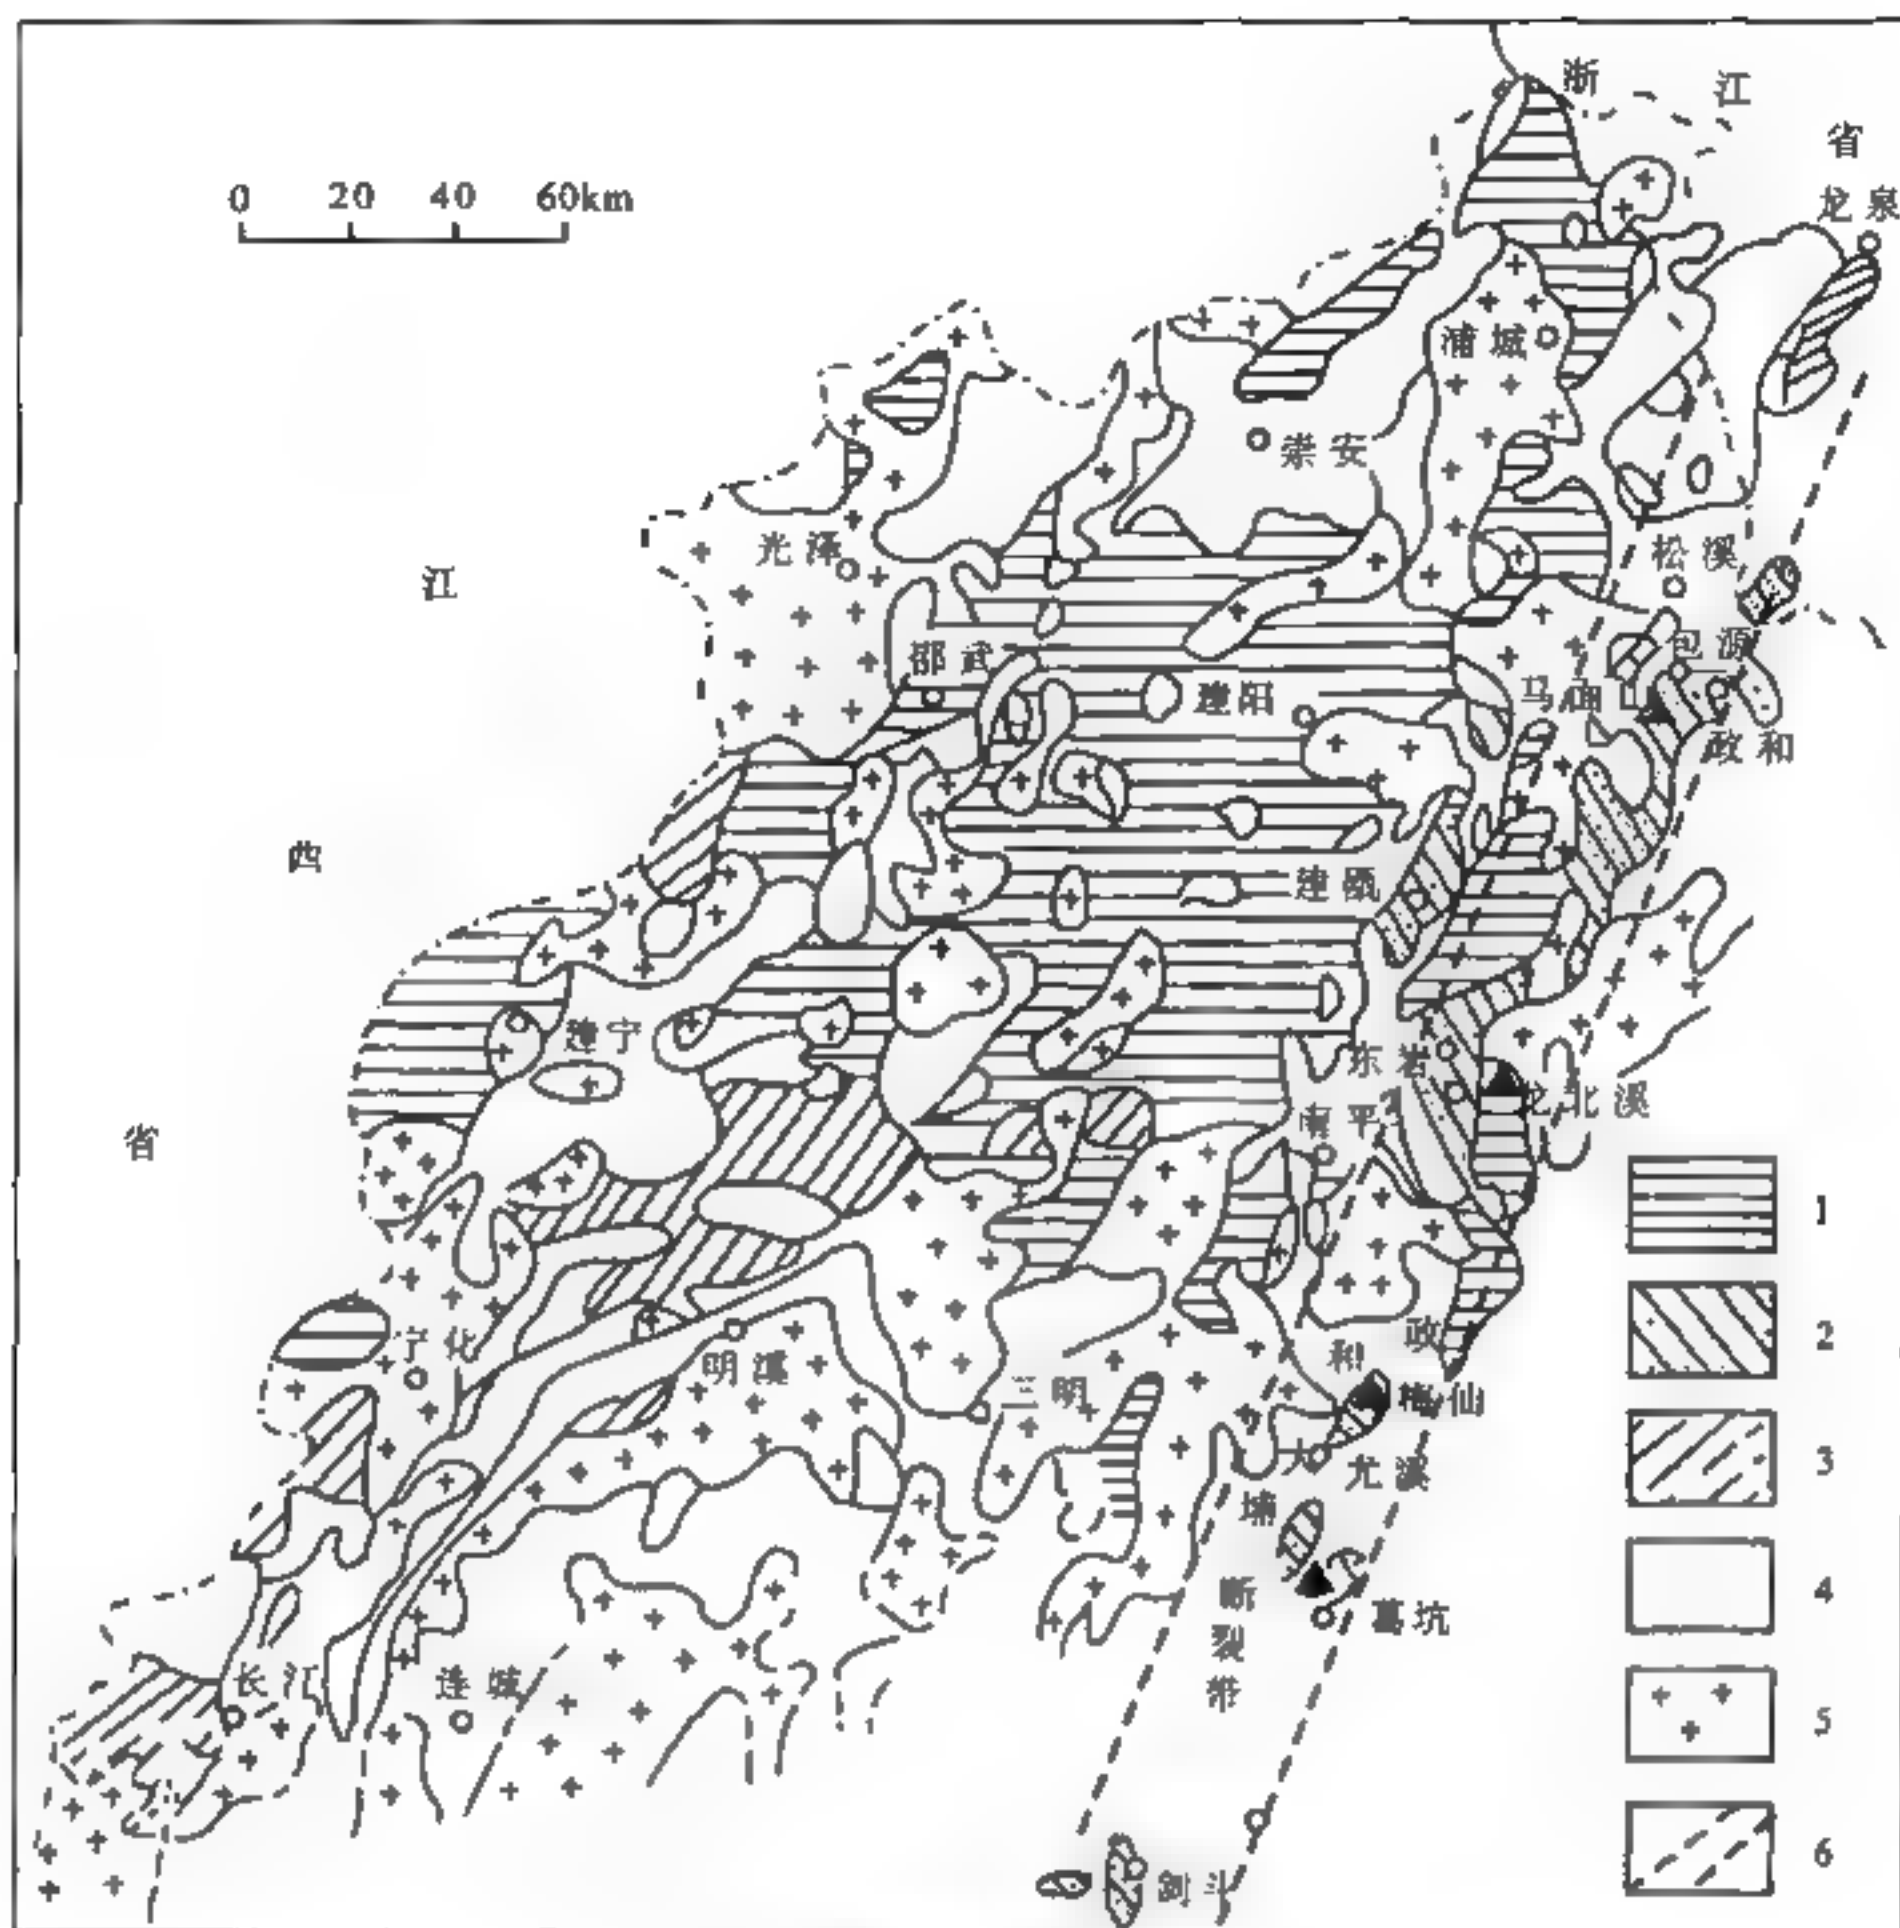 浙 江 省
龙泉
0 20 40 60km
浦城
崇安
光泽
松溪
江
西
省
邵武
建阳
马面山
政和
建瓯
建宁
东岩
南平
龙北溪
宁化
明溪
三明
政
和
梅仙
大
埔
断
裂
带
尤溪
葛坑
长汀
连城
剑斗
1
2
3
4
5
6